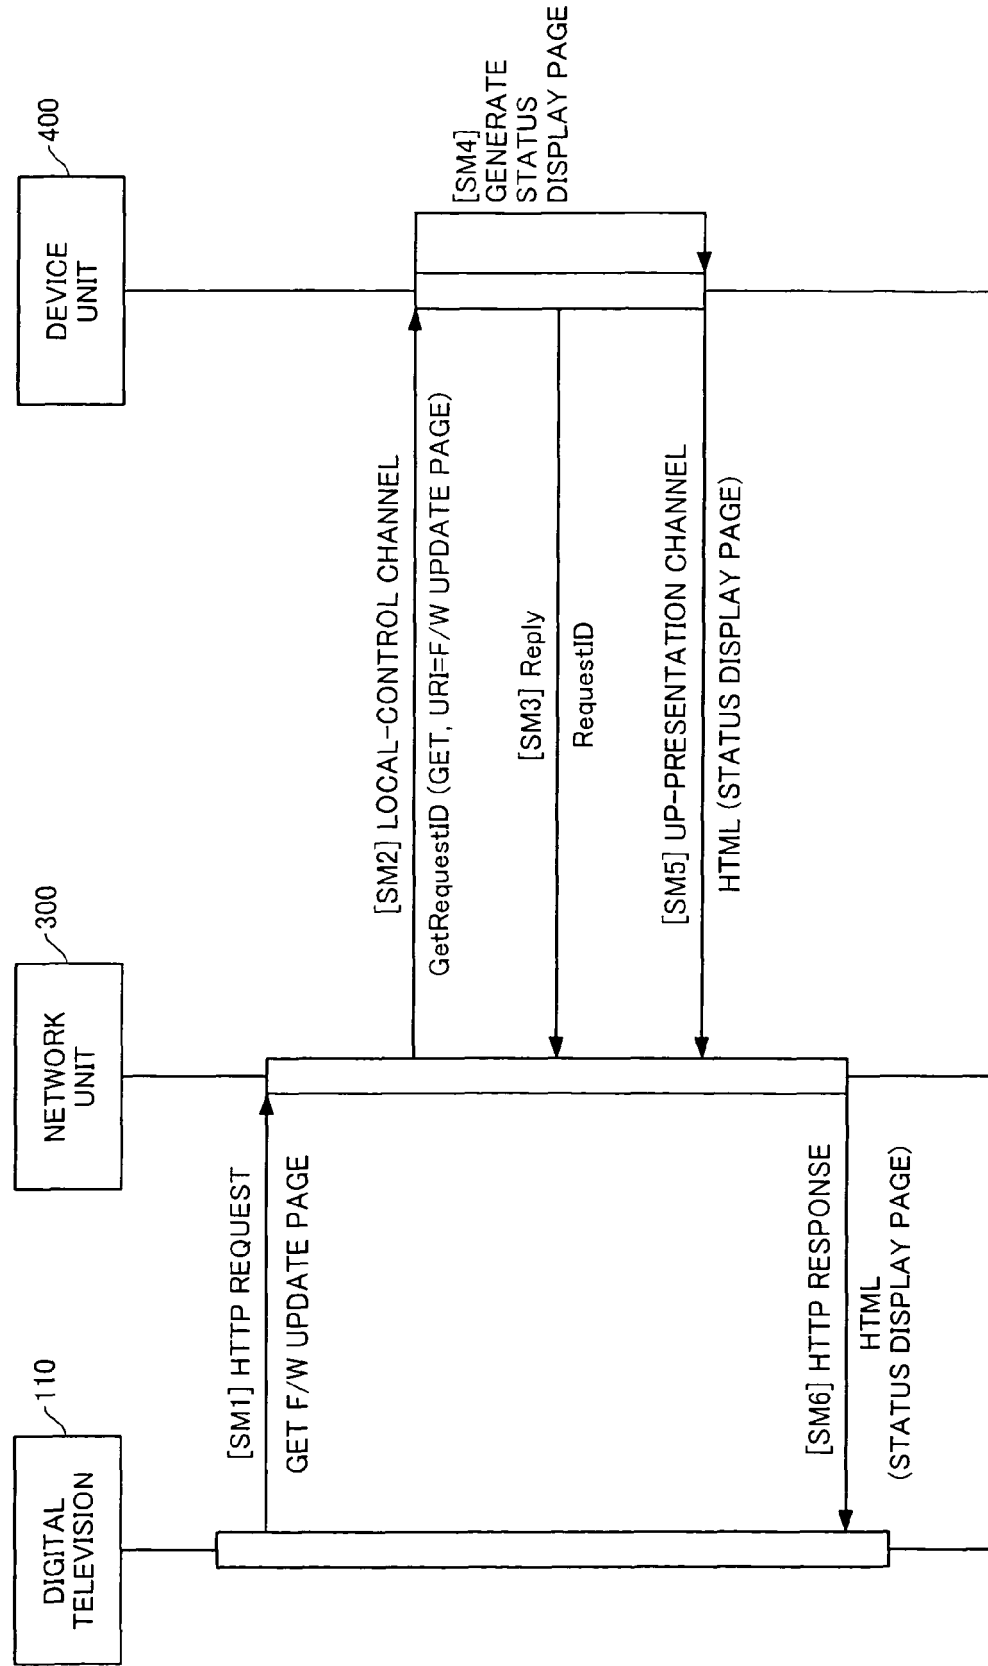 DIGITAL
TELEVISION
110
NETWORK
UNIT
300
DEVICE
UNIT
400
[SM1] HTTP REQUEST
GET F/W UPDATE PAGE
[SM2] LOCAL-CONTROL CHANNEL
GetRequestID (GET, URI=F/W UPDATE PAGE)
[SM3] Reply
RequestID
[SM4]
GENERATE
STATUS
DISPLAY PAGE
[SM5] UP-PRESENTATION CHANNEL
HTML (STATUS DISPLAY PAGE)
[SM6] HTTP RESPONSE
HTML
(STATUS DISPLAY PAGE)